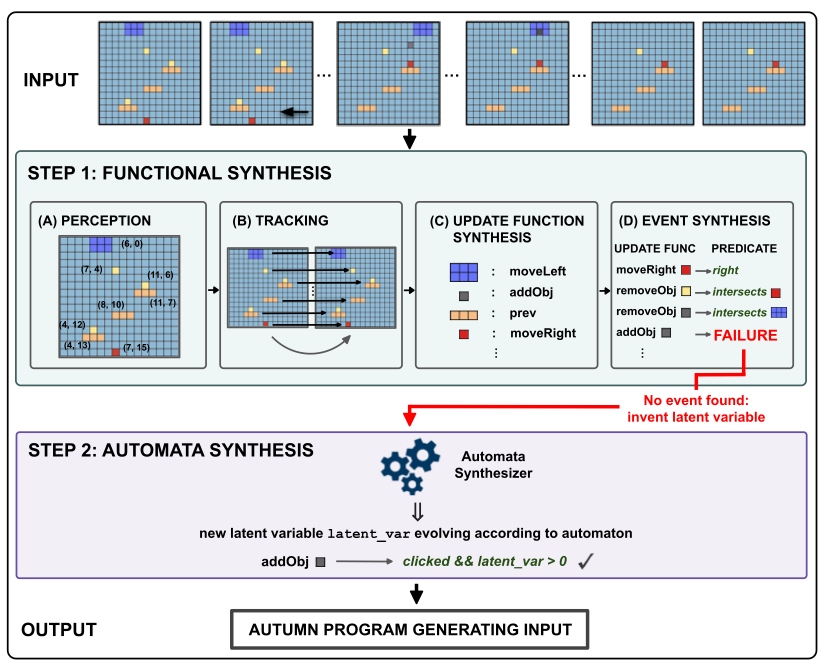 INPUT
... ... ...
STEP 1: FUNCTIONAL SYNTHESIS
(A) PERCEPTION
(6, 0)
(7, 4)
(11, 6)
(8, 10)
(11, 7)
(4, 12)
(4, 13)
(7, 15)
(B) TRACKING
⋮
(C) UPDATE FUNCTION
SYNTHESIS
: moveLeft
: addObj
: prev
: moveRight
⋮
(D) EVENT SYNTHESIS
UPDATE FUNC PREDICATE
moveRight right
removeObj intersects
removeObj intersects
addObj FAILURE
⋮
No event found:
invent latent variable
STEP 2: AUTOMATA SYNTHESIS
Automata
Synthesizer
new latent variable latent_var evolving according to automaton
addObj clicked && latent_var > 0 ✓
OUTPUT
AUTUMN PROGRAM GENERATING INPUT